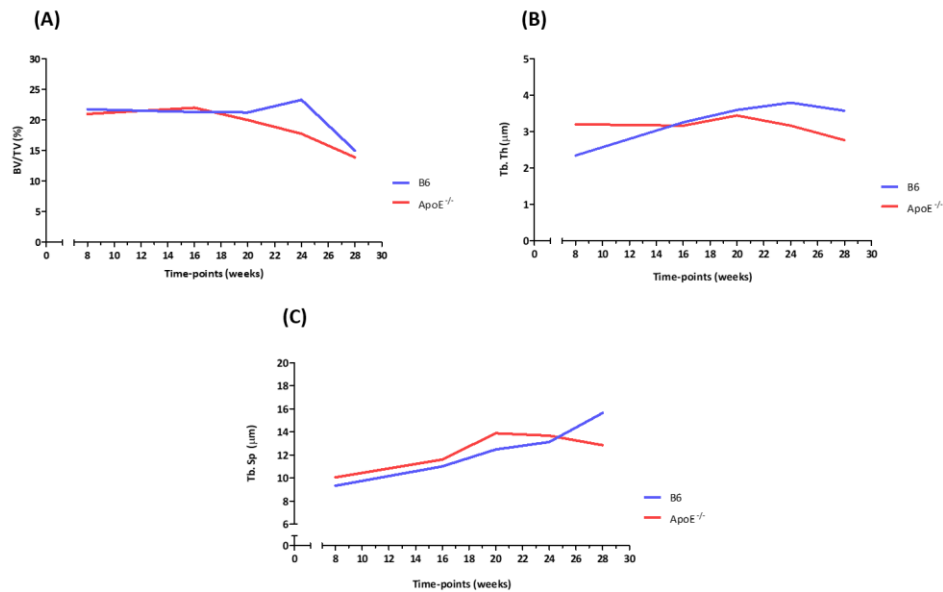 (A)
30
25
20
15
10
5
0
BV/TV (%)
0 8 10 12 14 16 18 20 22 24 26 28 30
Time-points (weeks)
B6
ApoE-/-
(B)
5
4
3
2
1
0
Tb. Th (μm)
0 8 10 12 14 16 18 20 22 24 26 28 30
Time-points (weeks)
B6
ApoE-/-
(C)
20
18
16
14
12
10
8
6
0
Tb. Sp (μm)
0 8 10 12 14 16 18 20 22 24 26 28 30
Time-points (weeks)
B6
ApoE-/-